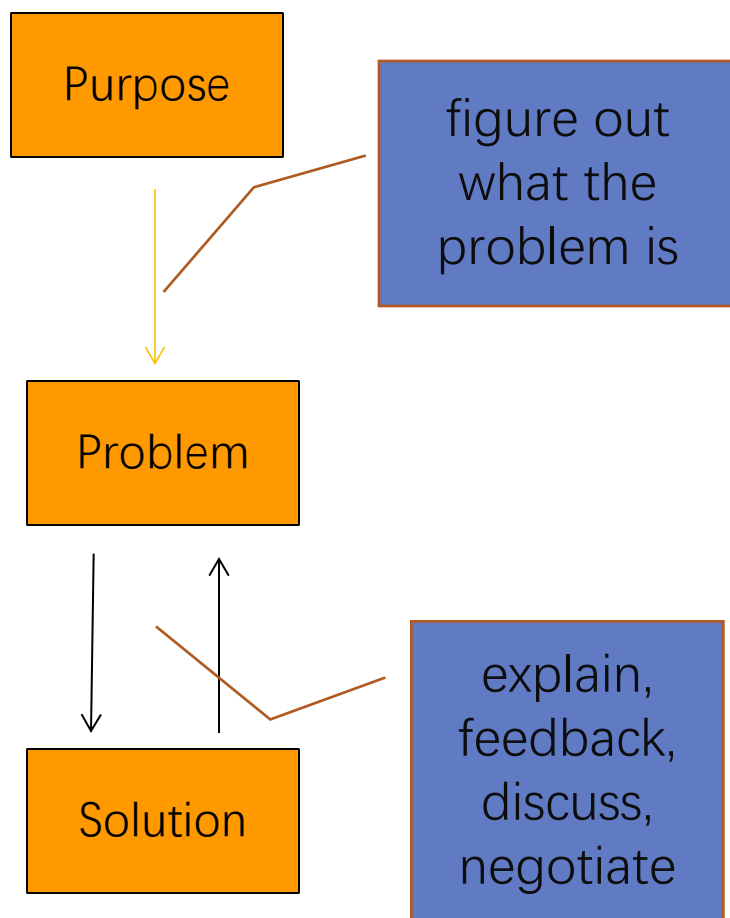 Purpose
figure out
what the
problem is
Problem
explain,
feedback,
discuss,
negotiate
Solution